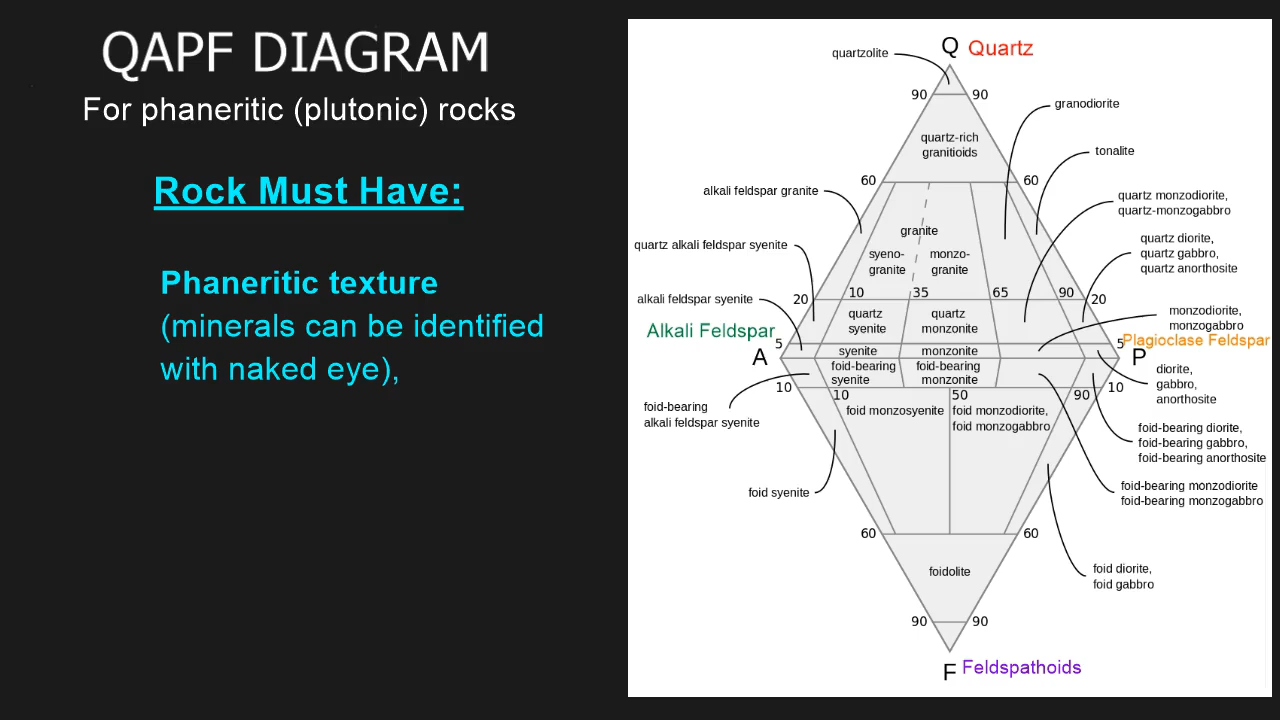 QAPF DIAGRAM
For phaneritic (plutonic) rocks
Rock Must Have:
Phaneritic texture
(minerals can be identified
with naked eye),
Q Quartz
quartzolite
90 90
granodiorite
quartz-rich
granitioids
tonalite
60 60
alkali feldspar granite
quartz monzodiorite,
quartz-monzogabbro
granite
quartz alkali feldspar syenite
quartz diorite,
quartz gabbro,
quartz anorthosite
syeno-
granite
monzo-
granite
alkali feldspar syenite
20 10 35 65 90 20
quartz
syenite
quartz
monzonite
monzodiorite,
monzogabbro
Alkali Feldspar
Plagioclase Feldspar
5 5
A P
syenite monzonite
foid-bearing
syenite
foid-bearing
monzonite
diorite,
gabbro,
anorthosite
10 10 50 90 10
foid-bearing
alkali feldspar syenite
foid monzosyenite
foid monzodiorite,
foid monzogabbro
foid-bearing diorite,
foid-bearing gabbro,
foid-bearing anorthosite
foid syenite
foid-bearing monzodiorite
foid-bearing monzogabbro
60 60
foidolite
foid diorite,
foid gabbro
90 90
F Feldspathoids